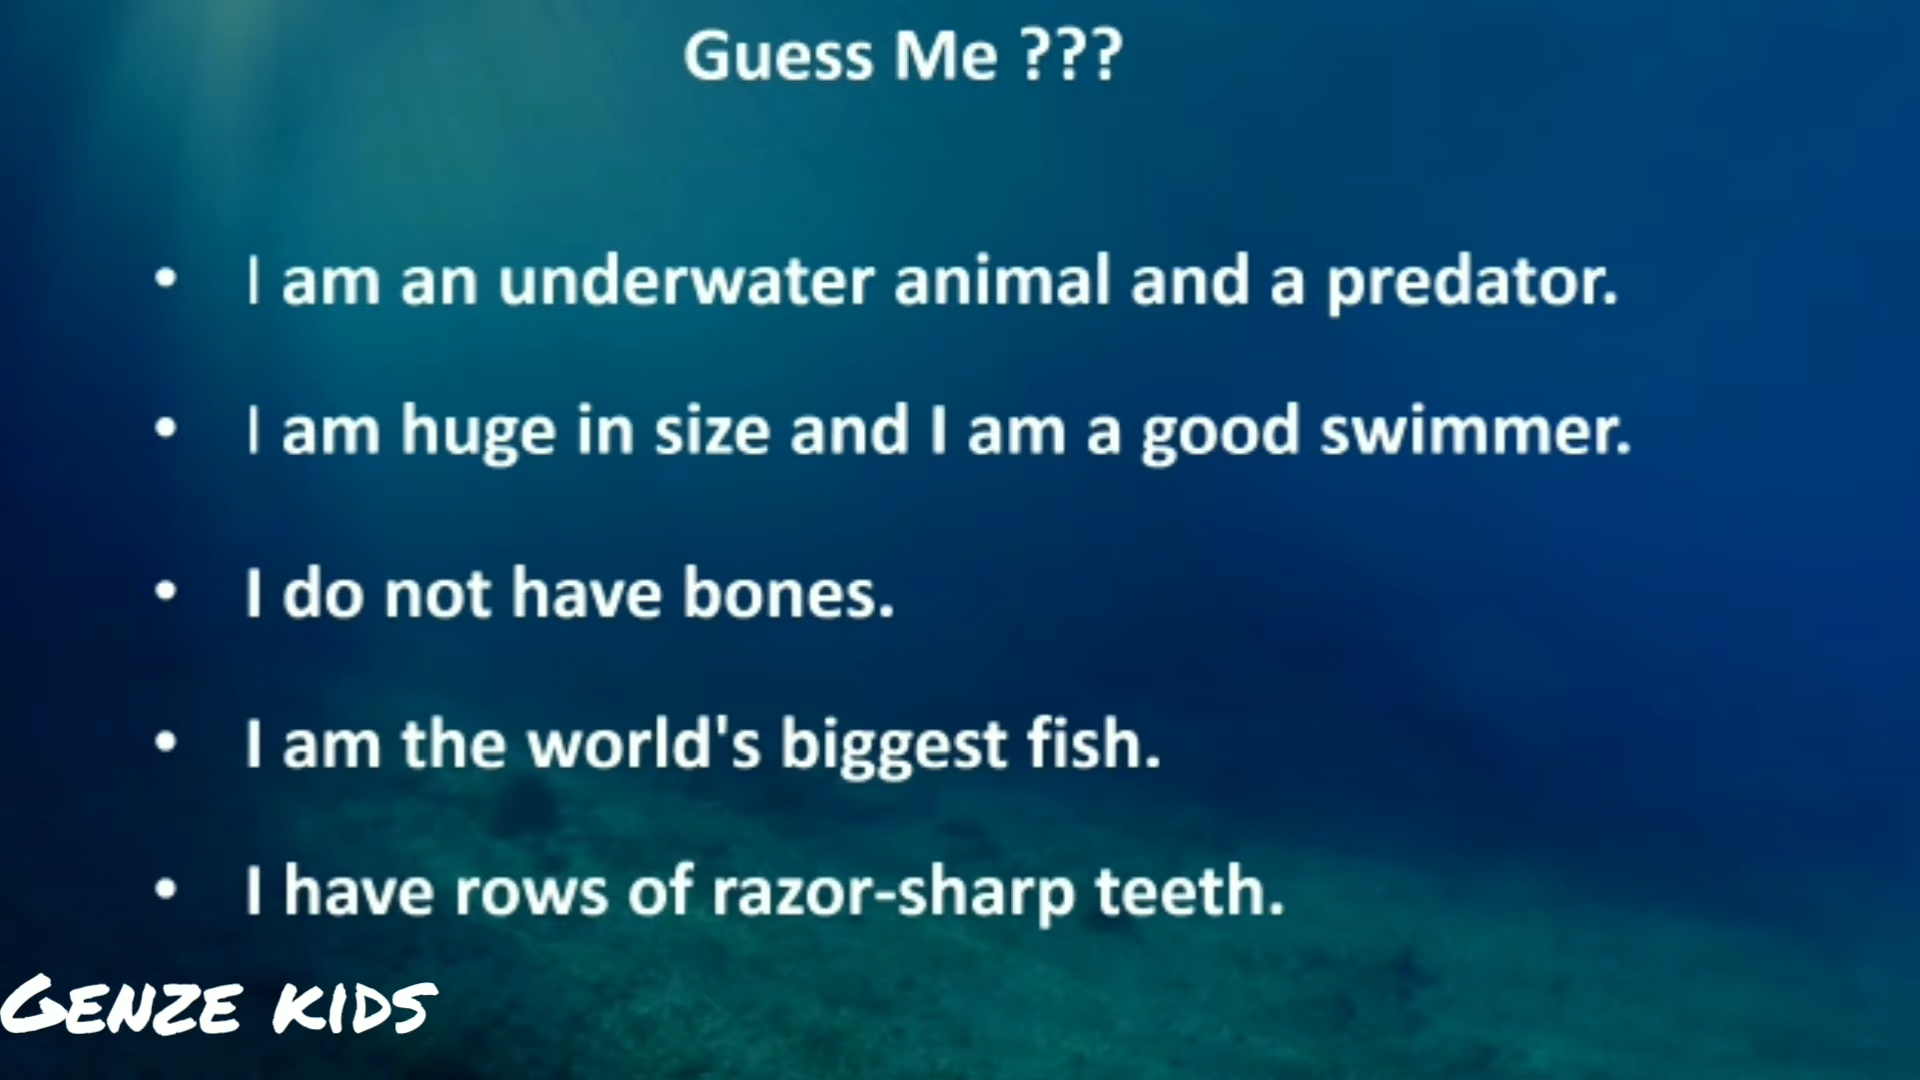 Guess Me ???
• I am an underwater animal and a predator.
• I am huge in size and I am a good swimmer.
• I do not have bones.
• I am the world's biggest fish.
• I have rows of razor-sharp teeth.
GENZE KIDS